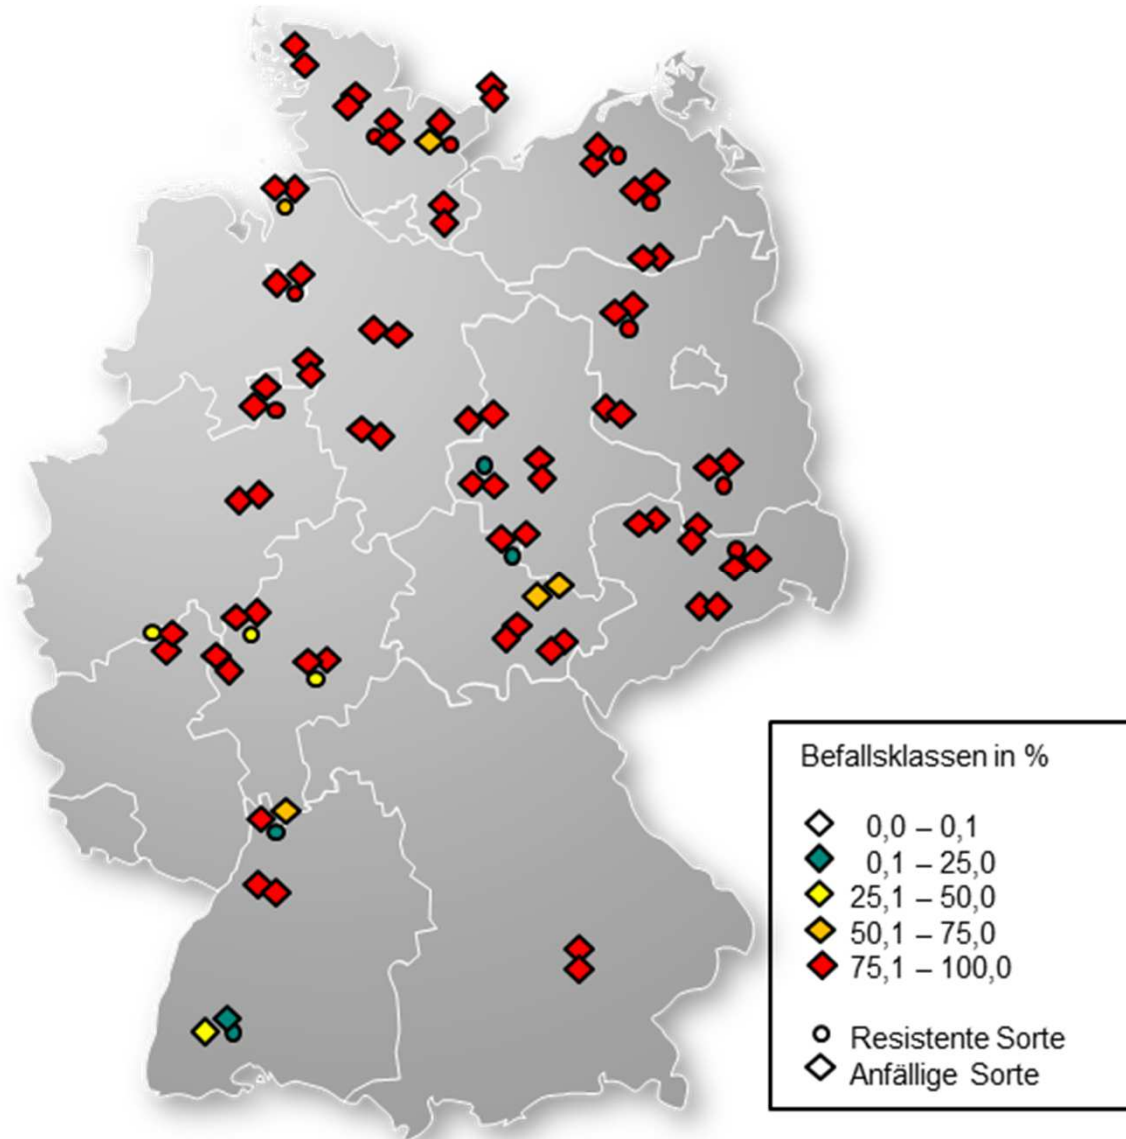 Befallsklassen in %
0,0 – 0,1
0,1 – 25,0
25,1 – 50,0
50,1 – 75,0
75,1 – 100,0
Resistente Sorte
Anfällige Sorte